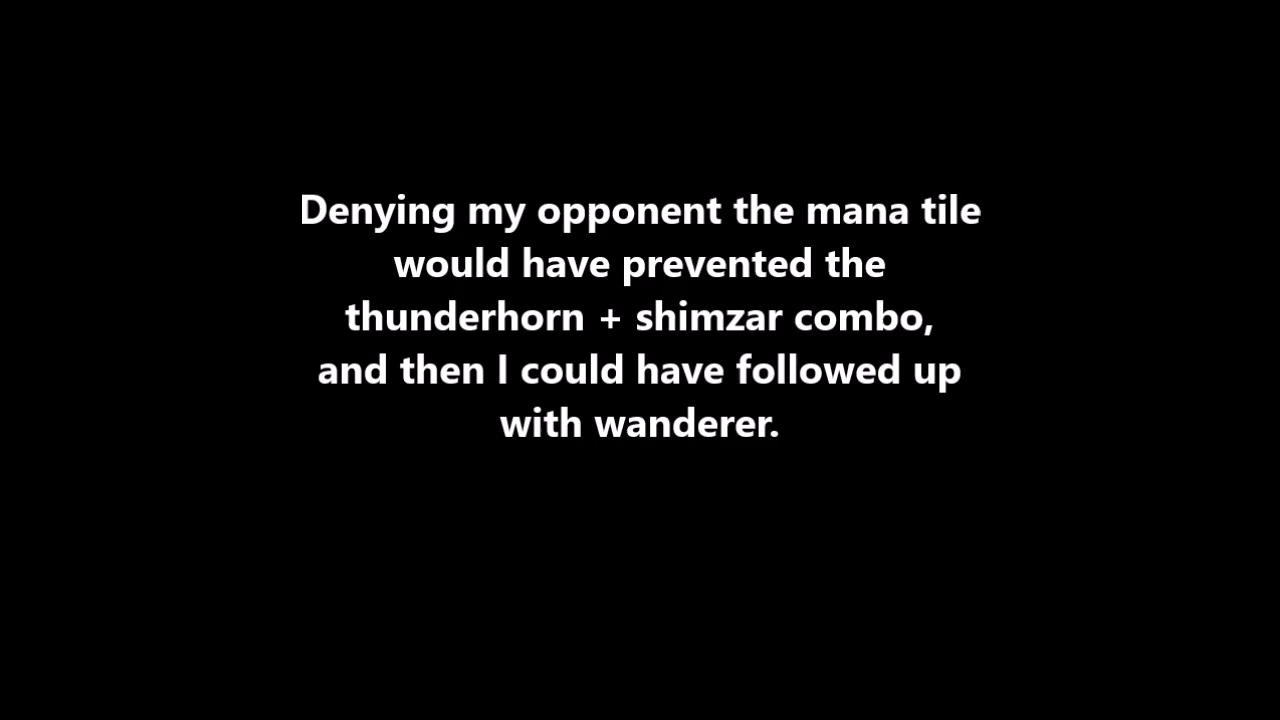 Denying my opponent the mana tile
would have prevented the
thunderhorn + shimzar combo,
and then I could have followed up
with wanderer.